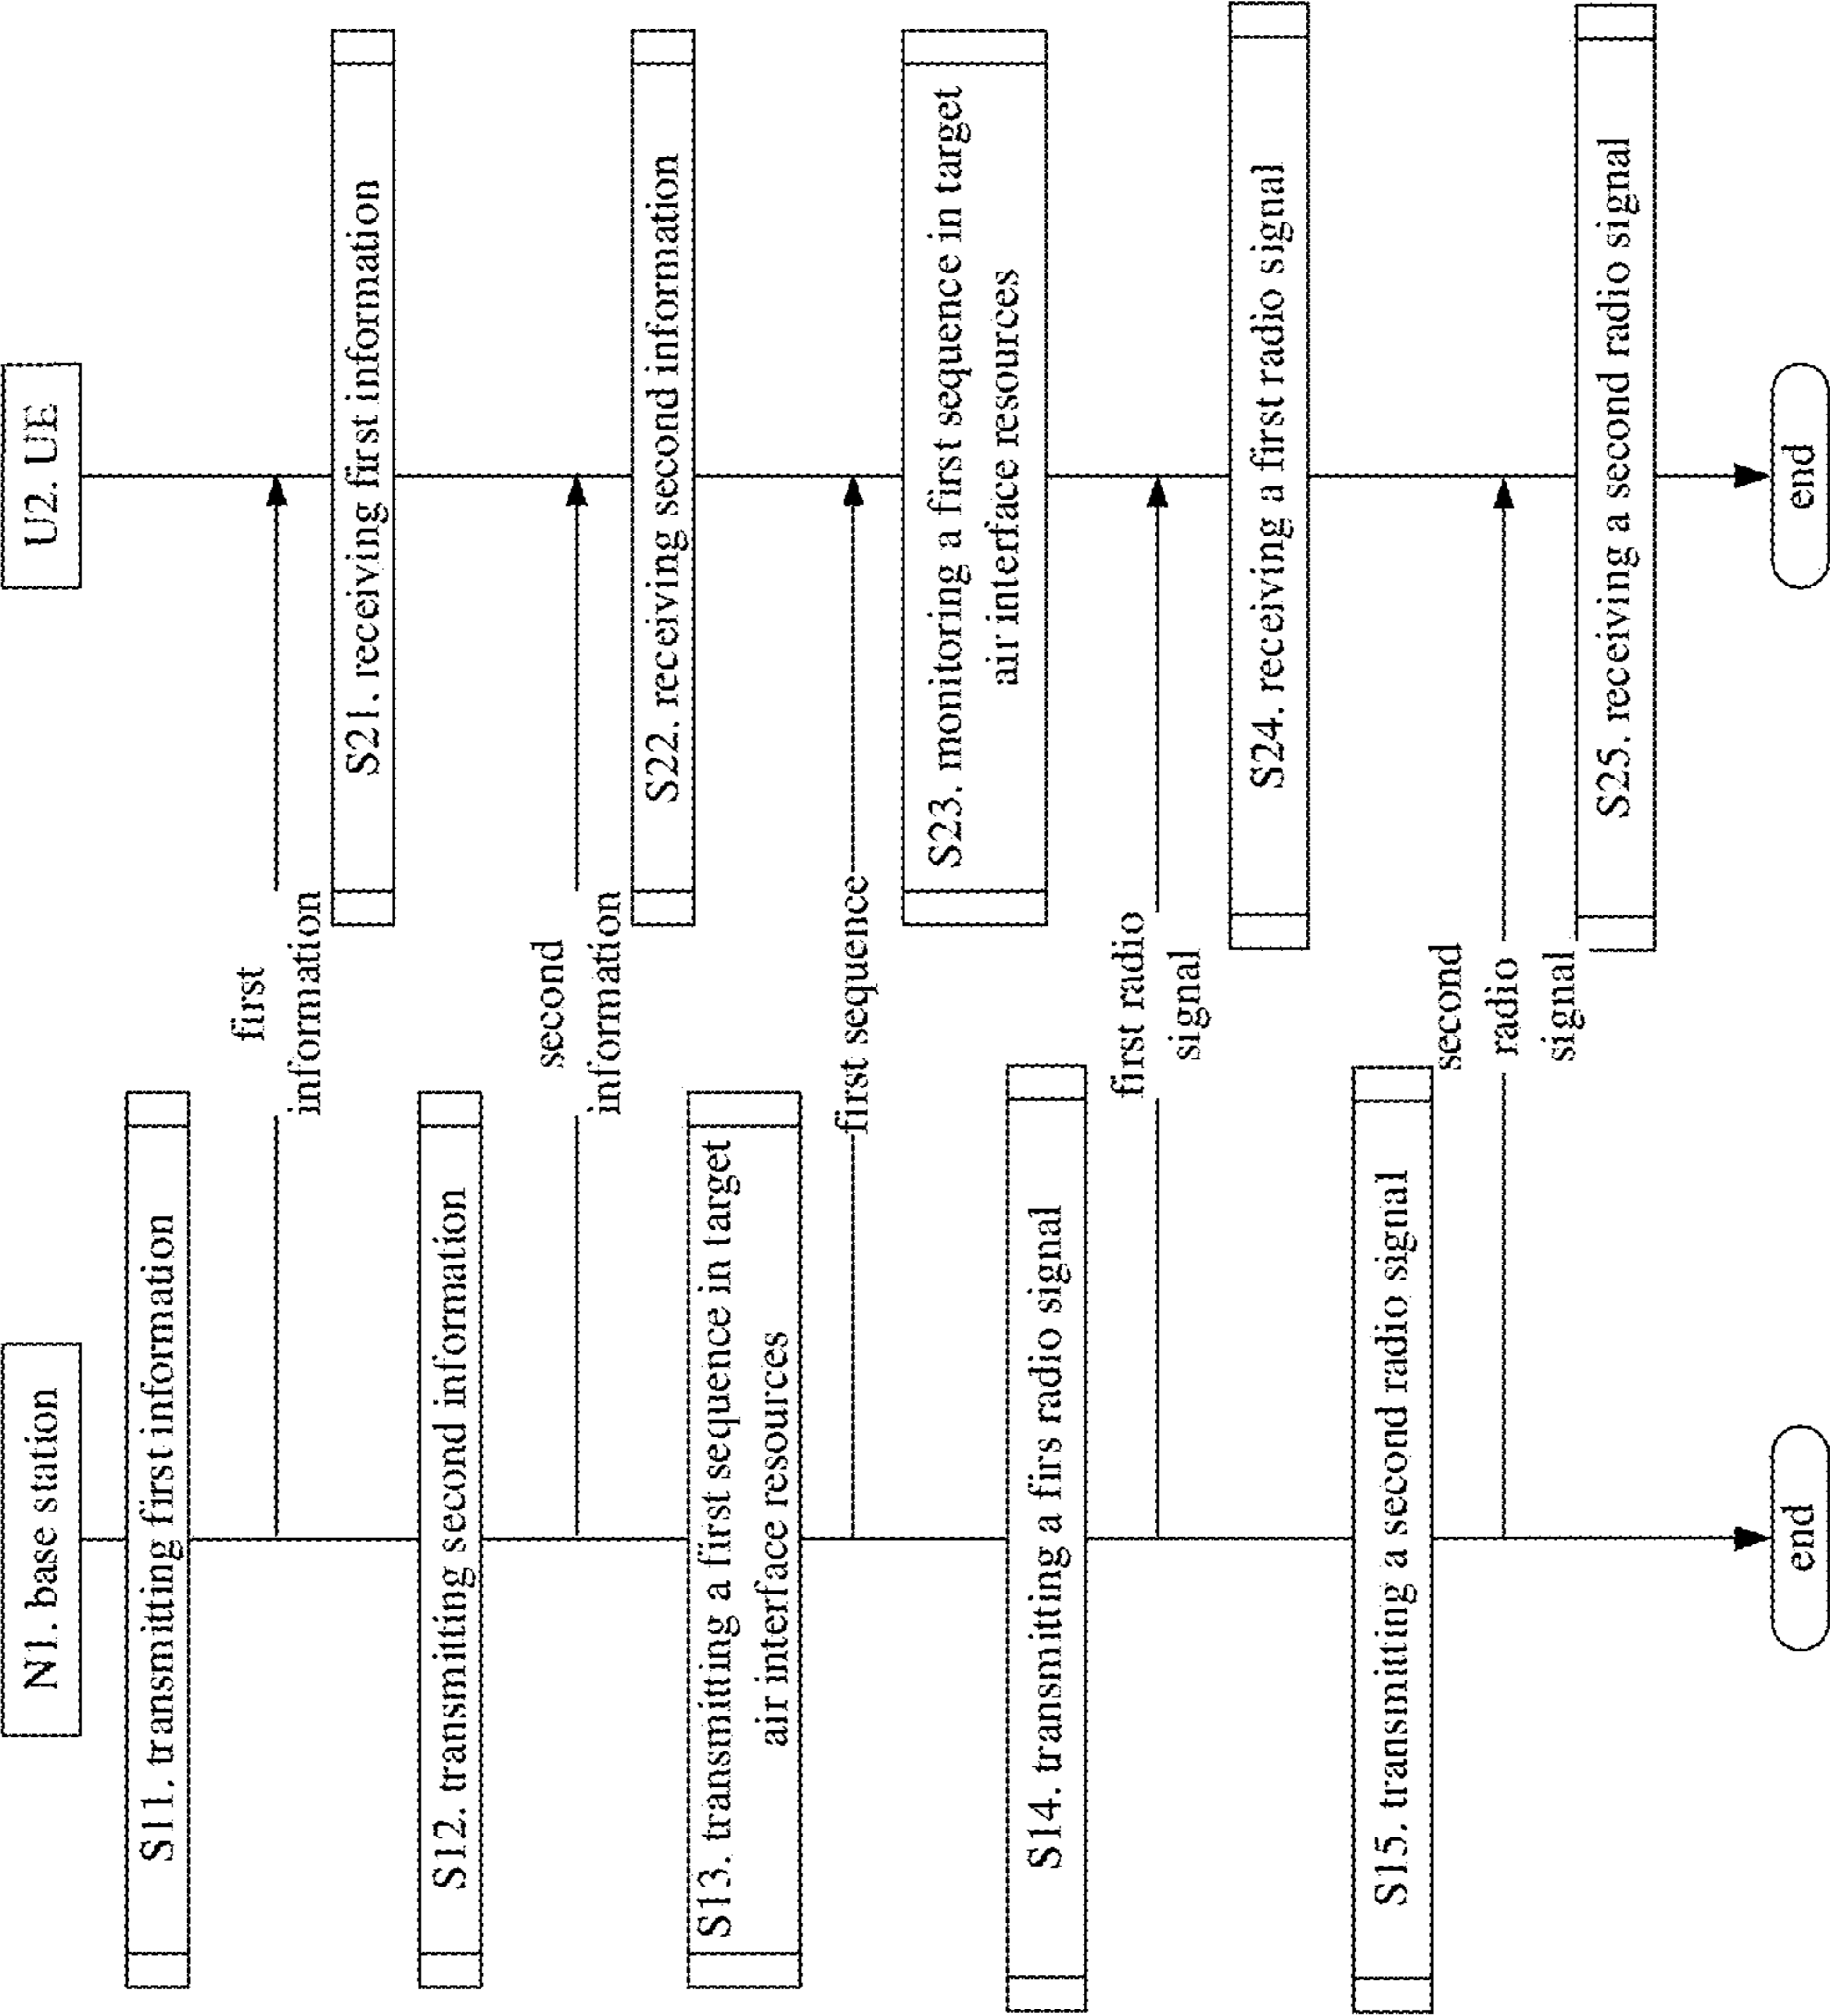 N1. base station
U2. UE
S11. transmitting first information
first
information
S21. receiving first information
S12. transmitting second information
second
information
S22. receiving second information
S13. transmitting a first sequence in target
air interface resources
first sequence
S23. monitoring a first sequence in target
air interface resources
S14. transmitting a firs radio signal
first radio
signal
S24. receiving a first radio signal
S15. transmitting a second radio signal
second
radio
signal
S25. receiving a second radio signal
end
end